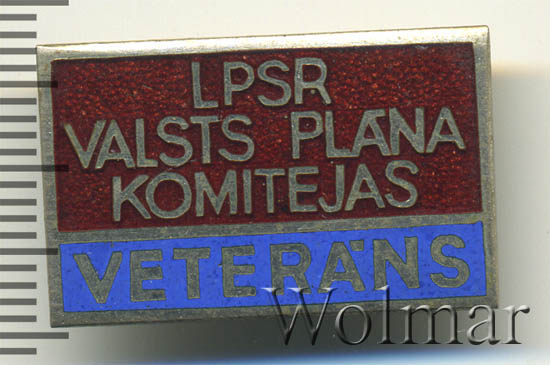 LPSR
VALSTS PLĀNA
KOMITEJAS
VETERĀNS
Wolmar